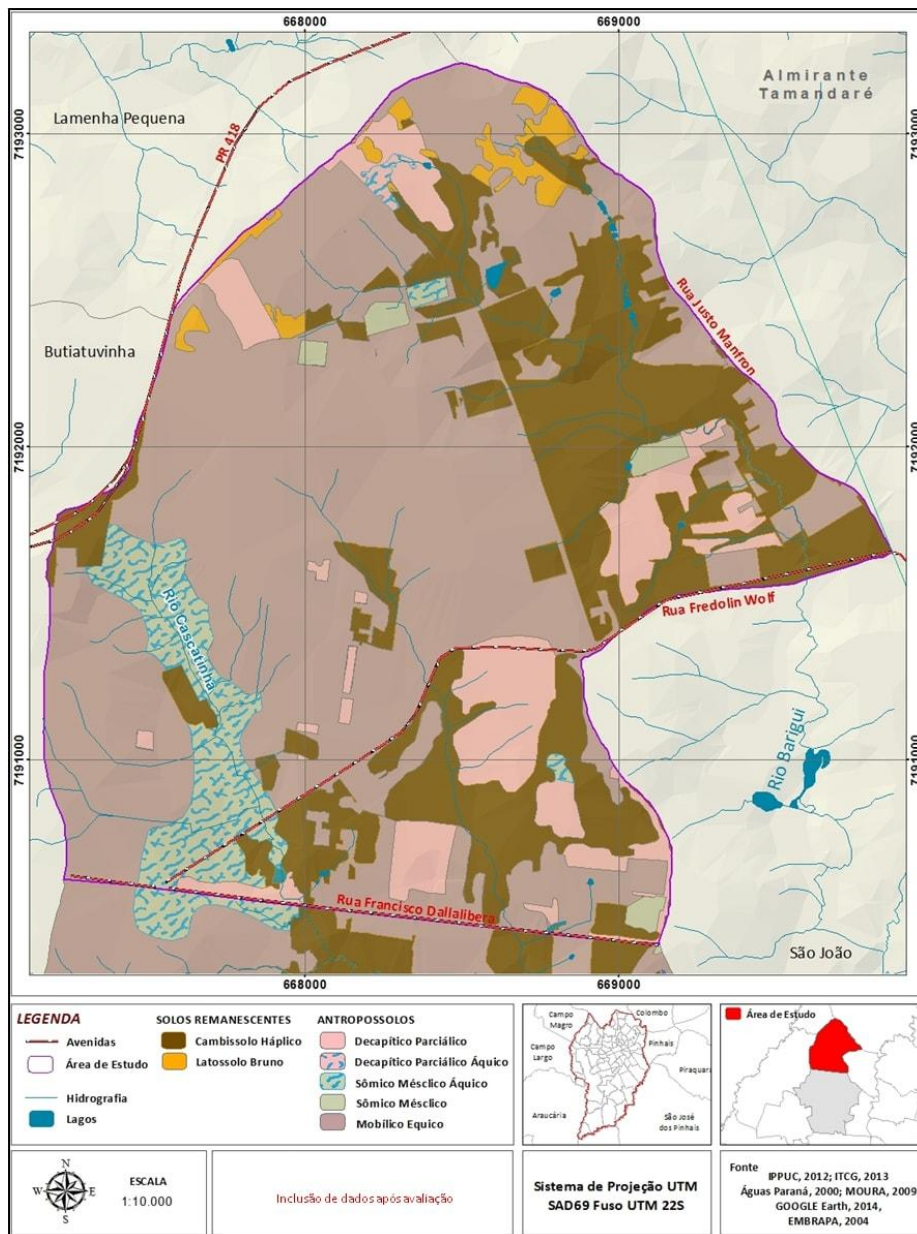 668000
669000
Almirante
Tamandaré
Lamenha Pequena
PR 418
7193000
7193000
Rua Justo Manfron
Butiatuvinha
7192000
7192000
Rio Cascatinha
Rua Fredolin Wolf
7191000
7191000
Rio Barigui
Rua Francisco Dallalibera
São João
668000
669000
LEGENDA
Avenidas
Área de Estudo
Hidrografia
Lagos
SOLOS REMANESCENTES
Cambissolo Háplico
Latossolo Bruno
ANTROPOSSOLOS
Decapítico Parciálico
Decapítico Parciálico Áquico
Sômico Mésclico Áquico
Sômico Mésclico
Mobílico Equico
Campo
Magro
Colombo
Campo
Largo
Pinhais
Piraquara
Araucária
São José
dos Pinhais
Área de Estudo
N
W
E
S
ESCALA
1:10.000
Inclusão de dados após avaliação
Sistema de Projeção UTM
SAD69 Fuso UTM 22S
Fonte
IPPUC, 2012; ITCG, 2013
Águas Paraná, 2000; MOURA, 2009
GOOGLE Earth, 2014,
EMBRAPA, 2004